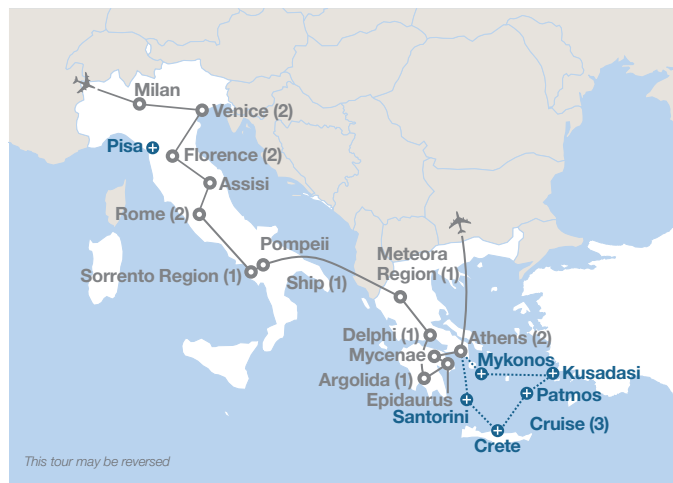 Milan
Venice (2)
Pisa
Florence (2)
Assisi
Rome (2)
Pompeii
Sorrento Region (1)
Ship (1)
Meteora
Region (1)
Delphi (1)
Athens (2)
Mycenae
Mykonos
Kusadasi
Argolida (1)
Epidaurus
Patmos
Santorini
Cruise (3)
Crete
This tour may be reversed